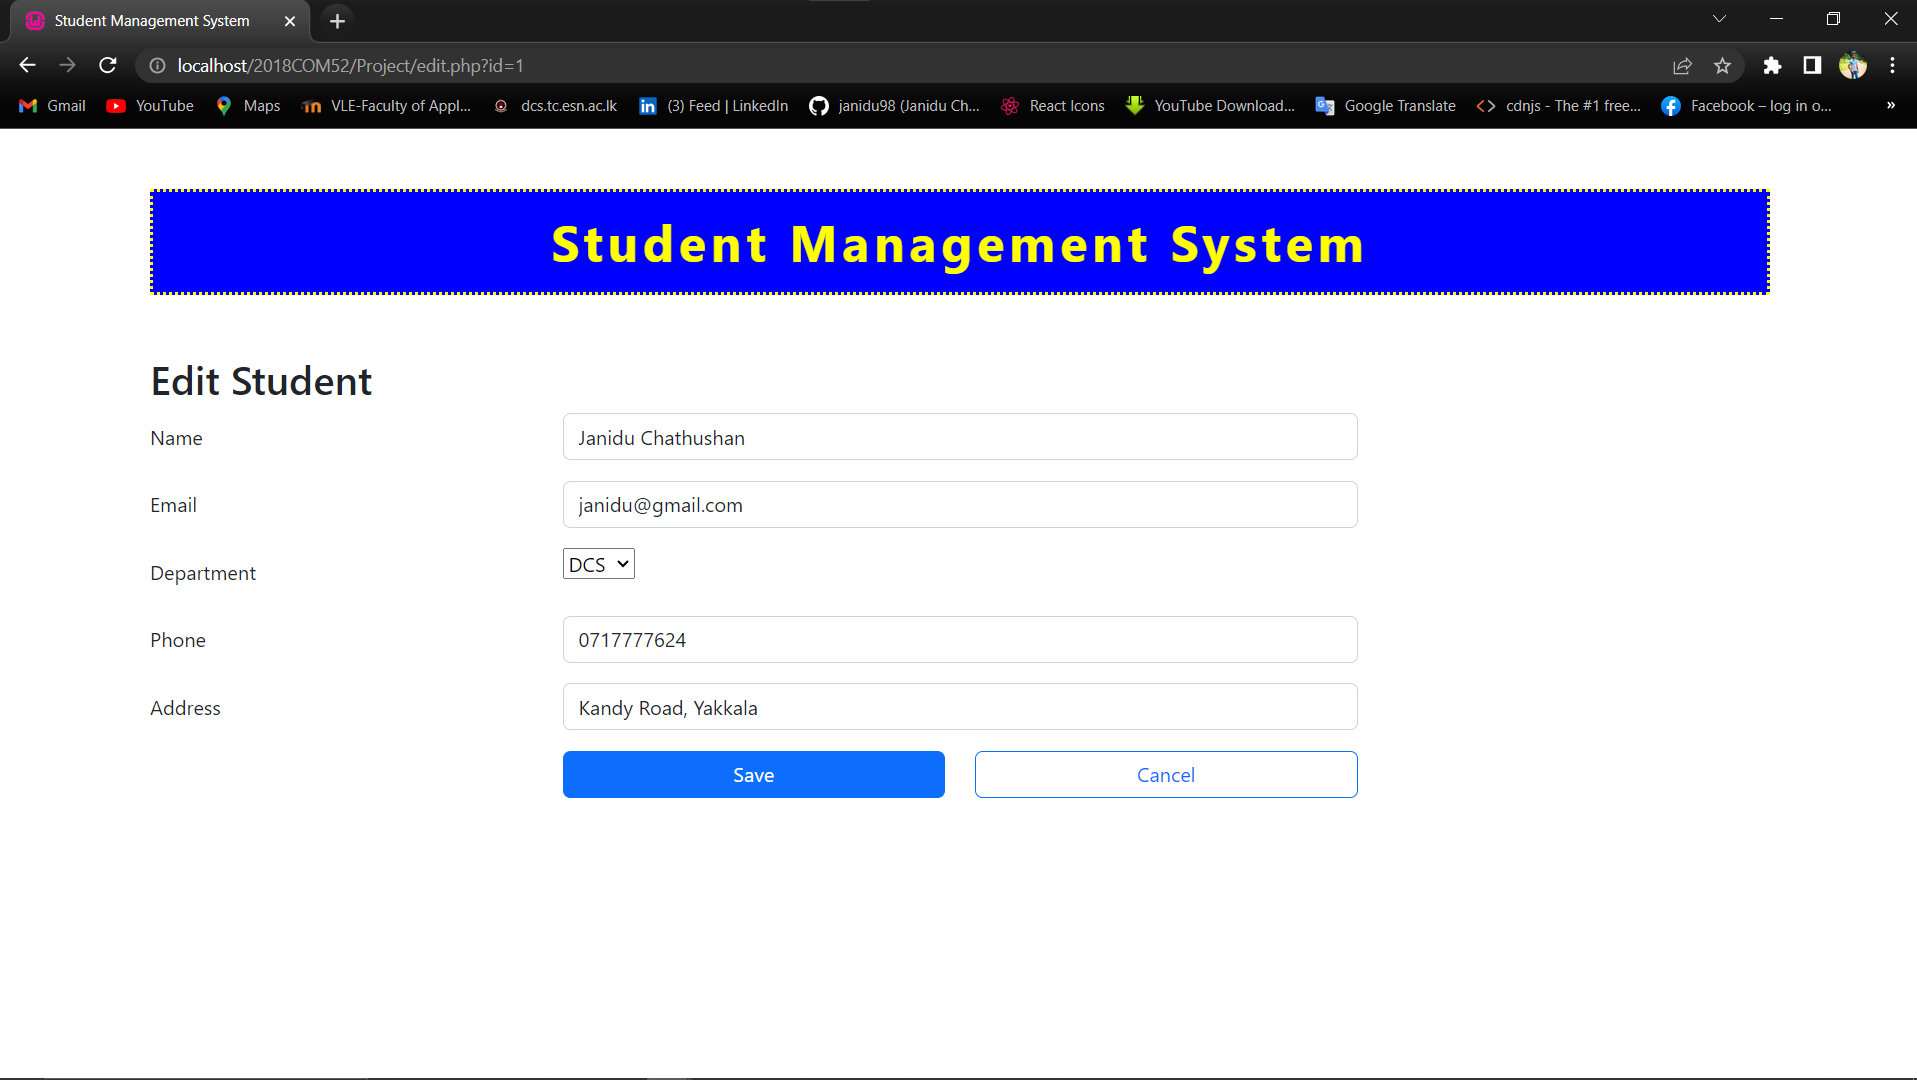 Student Management System
localhost/2018COM52/Project/edit.php?id=1
Gmail YouTube Maps VLE-Faculty of Appl... dcs.tc.esn.ac.lk (3) Feed | LinkedIn janidu98 (Janidu Ch... React Icons YouTube Download... Google Translate cdnjs - The #1 free... Facebook – log in o... »
Student Management System
Edit Student
Name Janidu Chathushan
Email janidu@gmail.com
Department DCS
Phone 0717777624
Address Kandy Road, Yakkala
Save Cancel